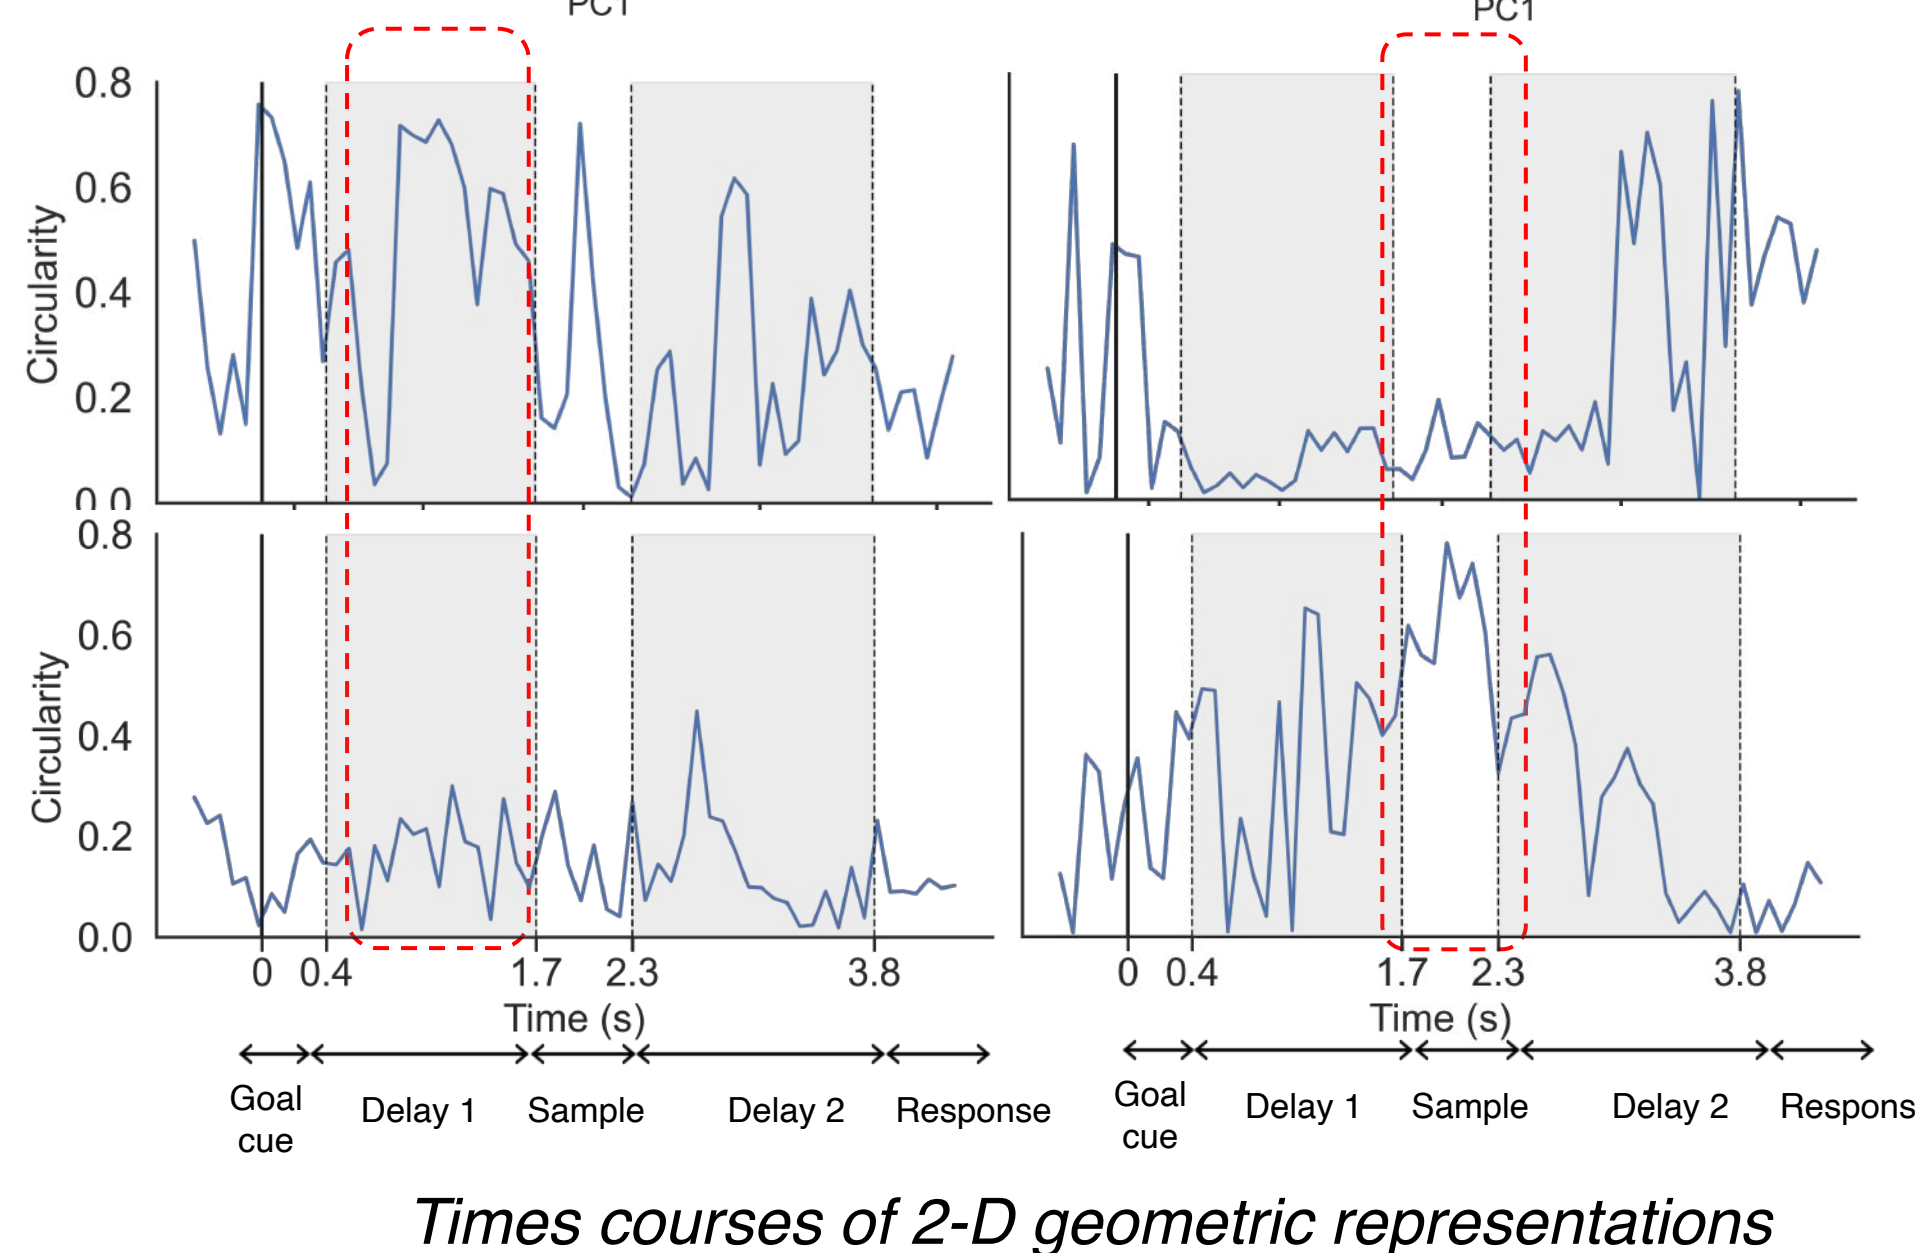 PC1
PC1
0.8
0.6
0.4
0.2
0.0
Circularity
0.8
0.6
0.4
0.2
0.0
Circularity
0 0.4 1.7 2.3 3.8
0 0.4 1.7 2.3 3.8
Time (s)
Time (s)
Goal cue
Delay 1
Sample
Delay 2
Response
Goal cue
Delay 1
Sample
Delay 2
Respons
Times courses of 2-D geometric representations